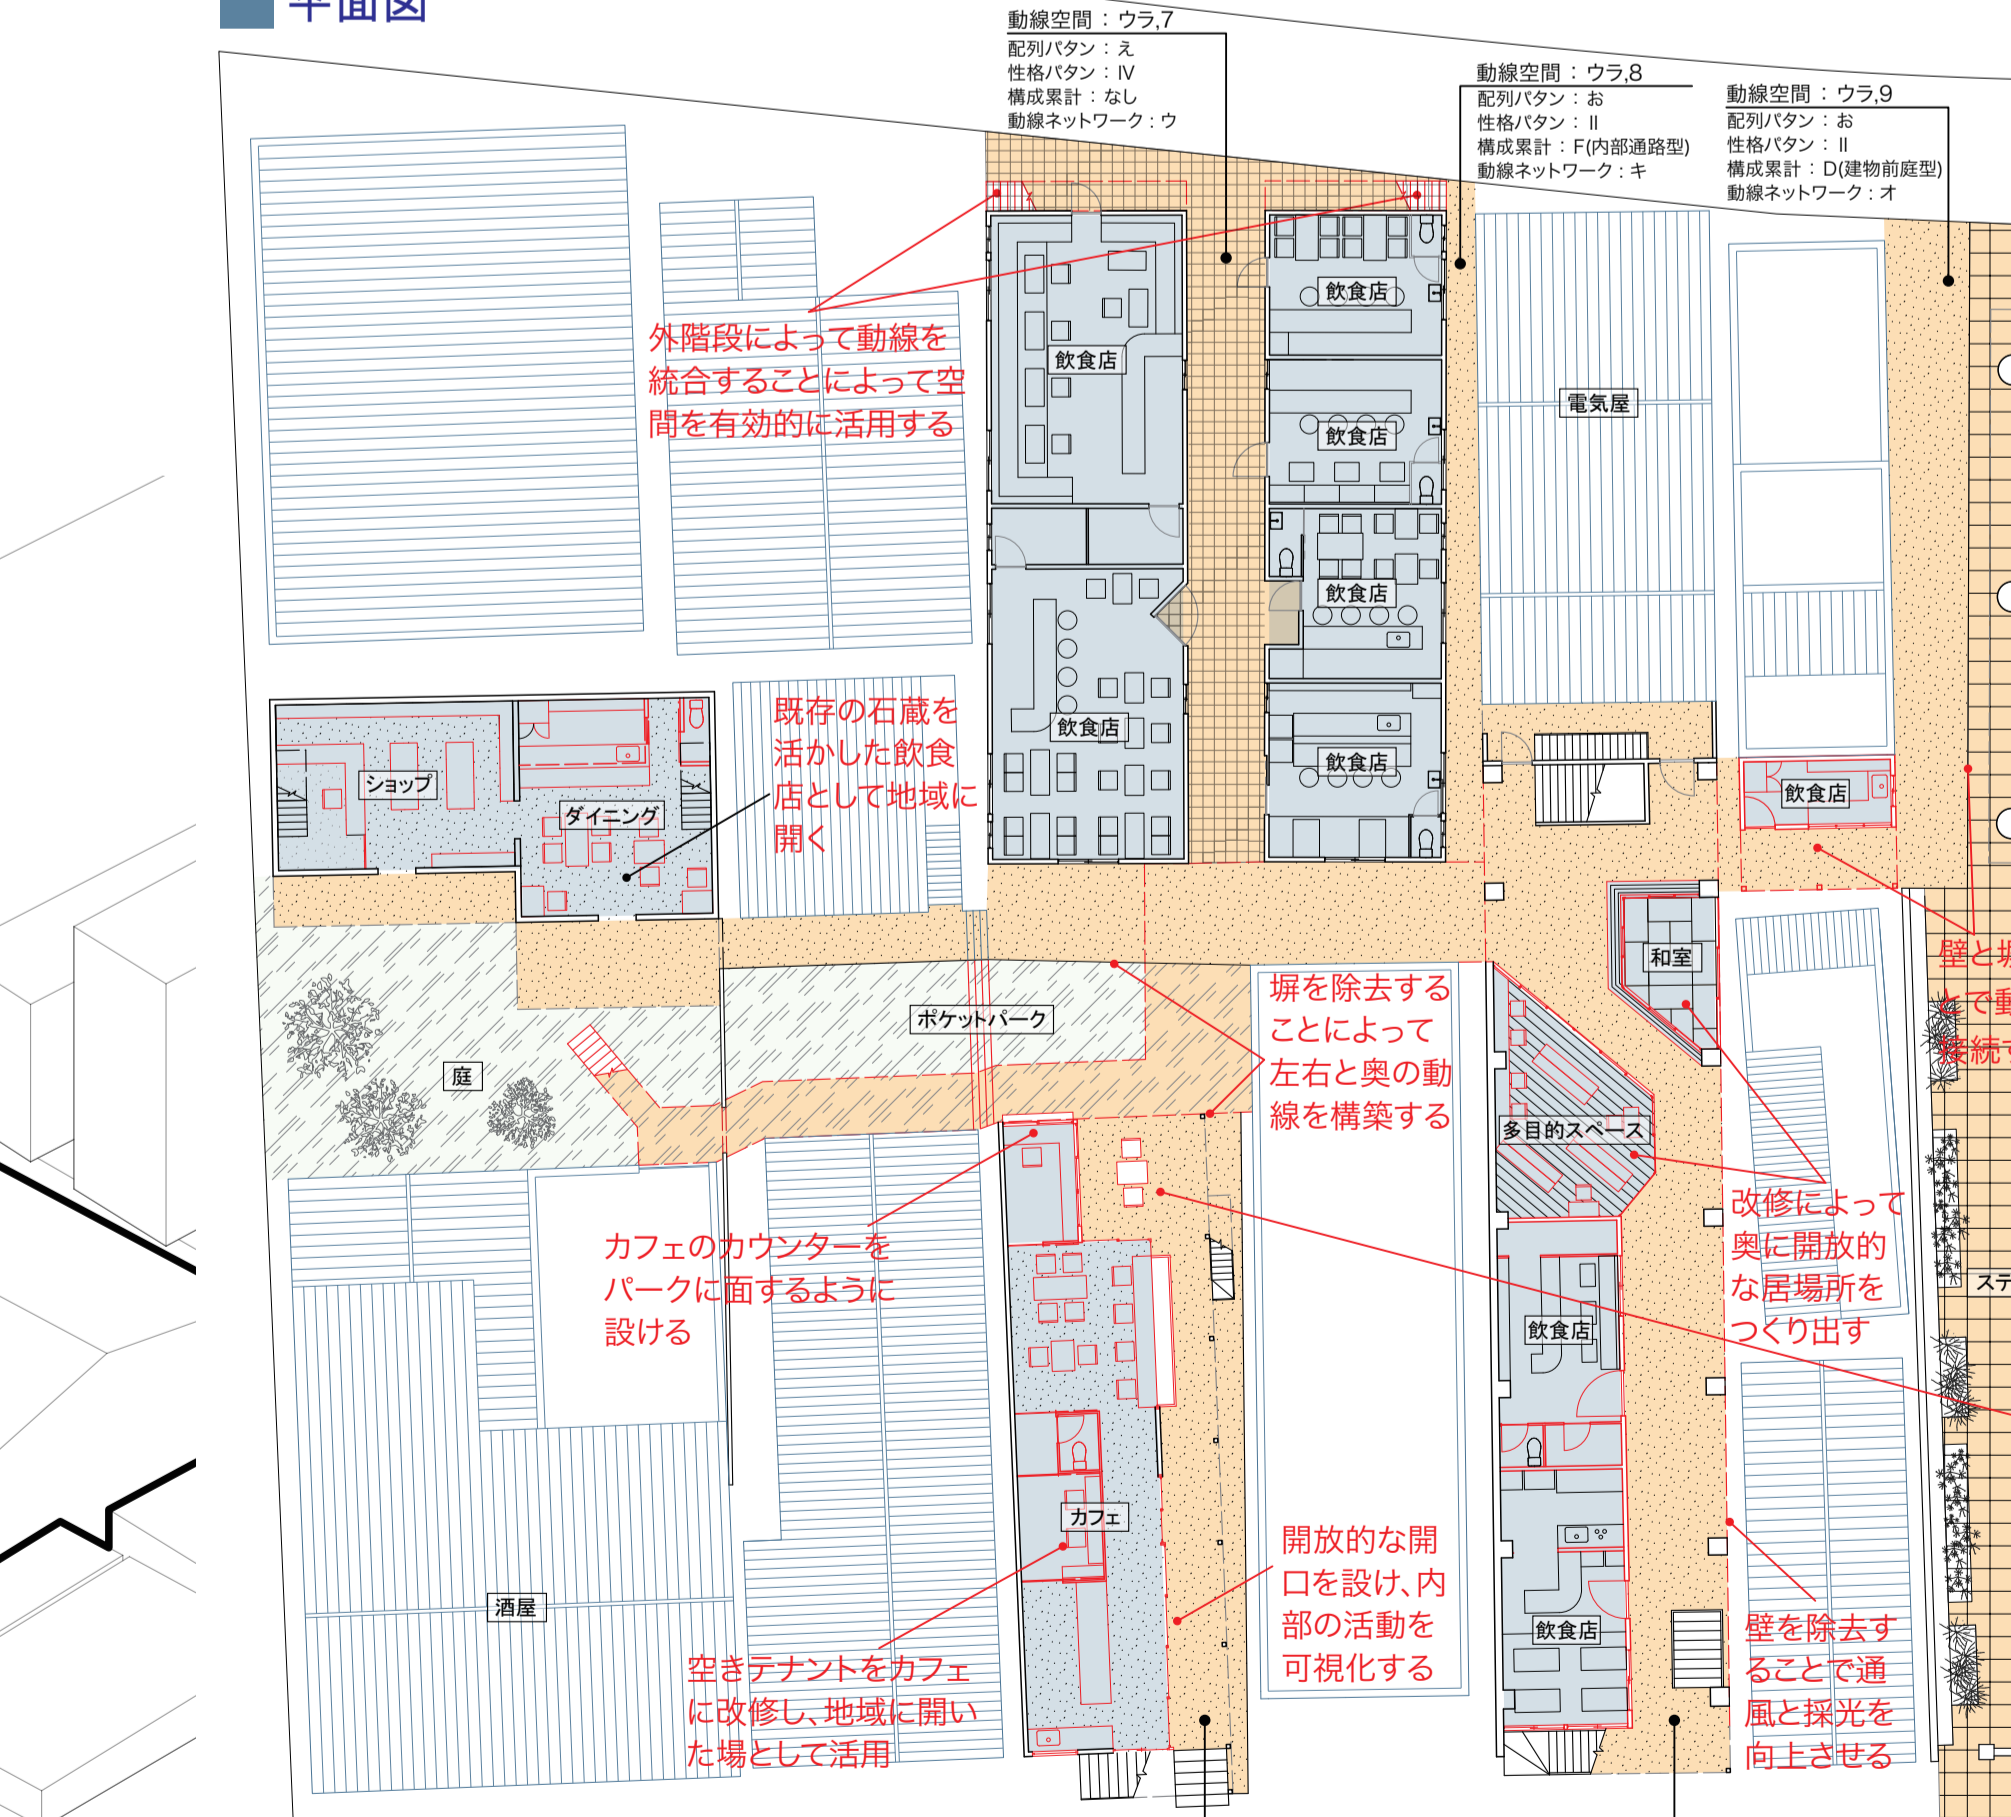 平面図
動線空間：ウラ,7
配列パタン：え
性格パタン：Ⅳ
構成累計：なし
動線ネットワーク：ウ
動線空間：ウラ,8
配列パタン：お
性格パタン：Ⅱ
構成累計：F(内部通路型)
動線ネットワーク：キ
動線空間：ウラ,9
配列パタン：お
性格パタン：Ⅱ
構成累計：D(建物前庭型)
動線ネットワーク：オ
外階段によって動線を
統合することによって空
間を有効的に活用する
飲食店
飲食店
飲食店
飲食店
飲食店
飲食店
電気屋
飲食店
ショップ
ダイニング
既存の石蔵を
活かした飲食
店として地域に
開く
庭
ポケットパーク
塀を除去する
ことによって
左右と奥の動
線を構築する
和室
多目的スペース
壁と塀
とで動
接続す
改修によって
奥に開放的
な居場所を
つくり出す
ステ
カフェのカウンターを
パークに面するように
設ける
飲食店
カフェ
酒屋
空きテナントをカフェ
に改修し、地域に開い
た場として活用
開放的な開
口を設け、内
部の活動を
可視化する
飲食店
壁を除去す
ることで通
風と採光を
向上させる